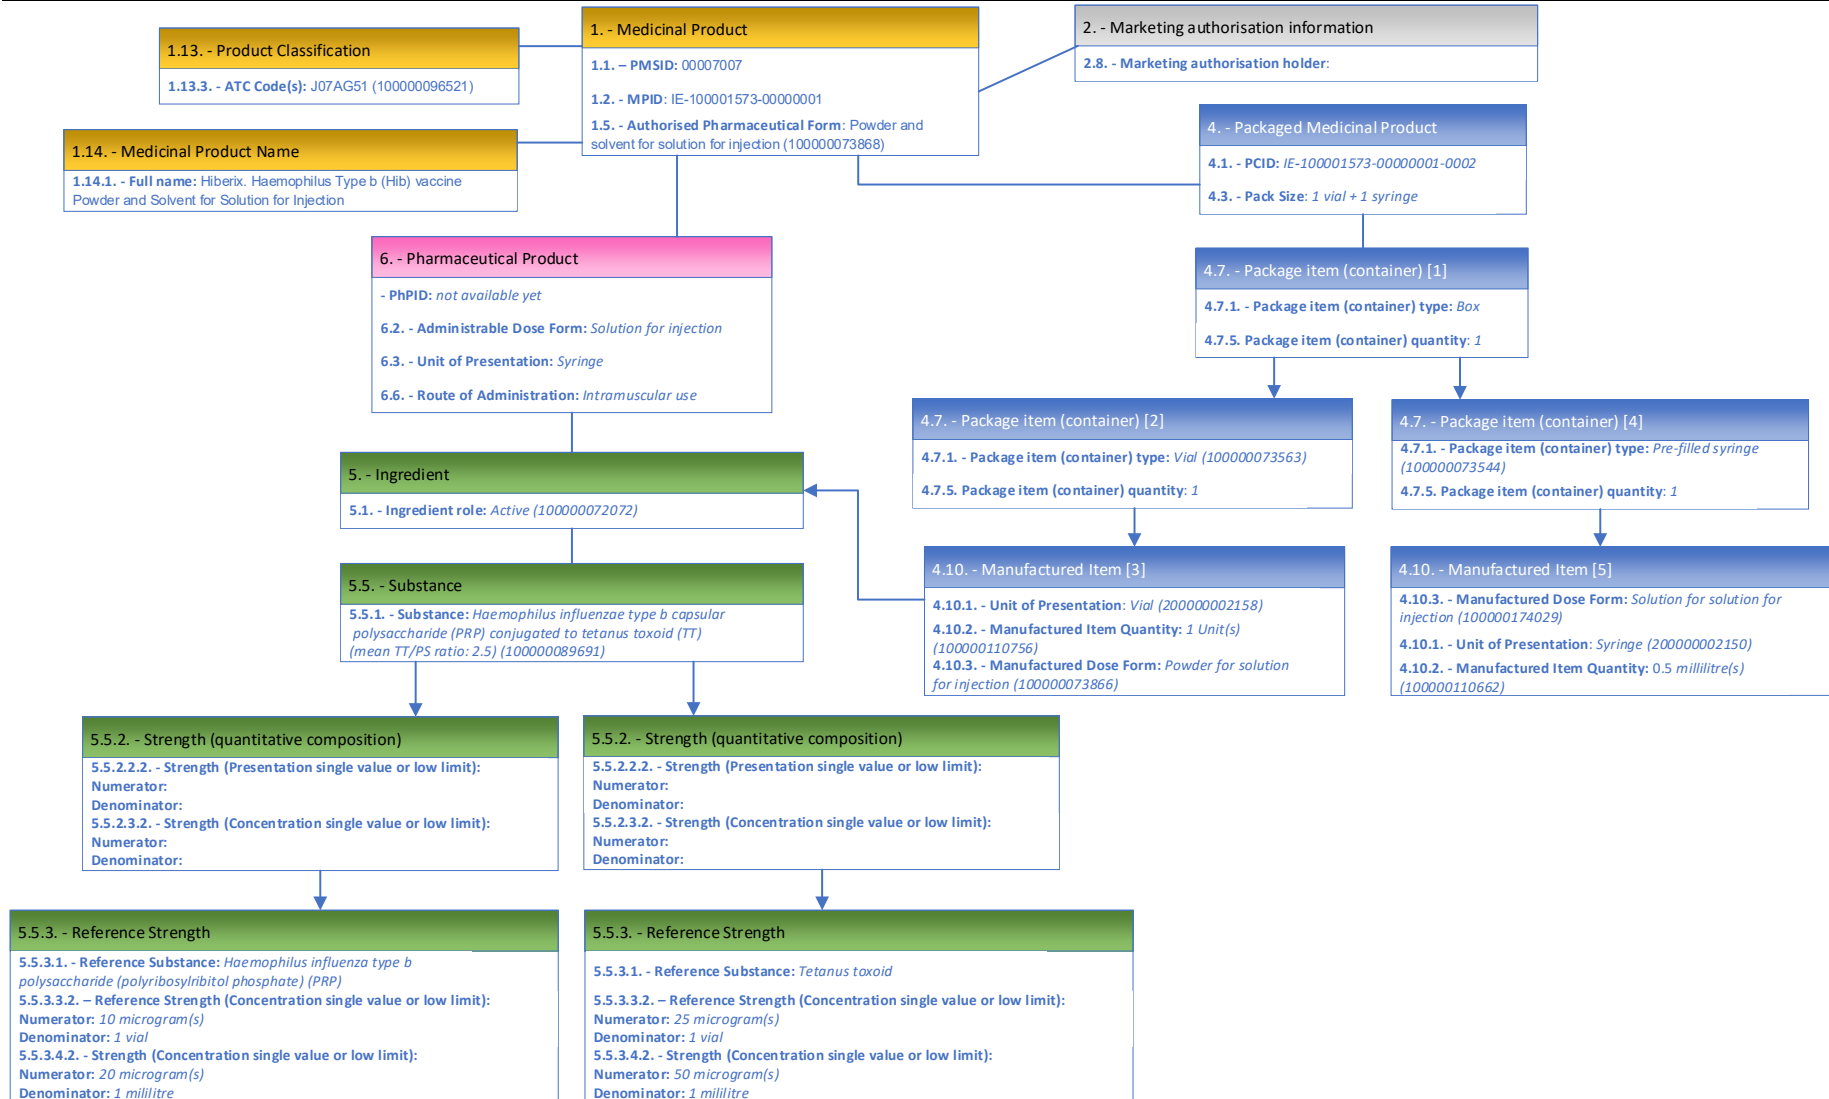 1.13. - Product Classification
1.13.3. - ATC Code(s): J07AG51 (100000096521)
1. - Medicinal Product
1.1. – PMSID: 00007007
1.2. - MPID: IE-100001573-00000001
1.5. - Authorised Pharmaceutical Form: Powder and
solvent for solution for injection (100000073868)
2. - Marketing authorisation information
2.8. - Marketing authorisation holder:
1.14. - Medicinal Product Name
1.14.1. - Full name: Hiberix. Haemophilus Type b (Hib) vaccine
Powder and Solvent for Solution for Injection
4. - Packaged Medicinal Product
4.1. - PCID: IE-100001573-00000001-0002
4.3. - Pack Size: 1 vial + 1 syringe
6. - Pharmaceutical Product
- PhPID: not available yet
6.2. - Administrable Dose Form: Solution for injection
6.3. - Unit of Presentation: Syringe
6.6. - Route of Administration: Intramuscular use
4.7. - Package item (container) [1]
4.7.1. - Package item (container) type: Box
4.7.5. Package item (container) quantity: 1
4.7. - Package item (container) [2]
4.7.1. - Package item (container) type: Vial (100000073563)
4.7.5. Package item (container) quantity: 1
4.7. - Package item (container) [4]
4.7.1. - Package item (container) type: Pre-filled syringe
(100000073544)
4.7.5. Package item (container) quantity: 1
5. - Ingredient
5.1. - Ingredient role: Active (100000072072)
5.5. - Substance
5.5.1. - Substance: Haemophilus influenzae type b capsular
polysaccharide (PRP) conjugated to tetanus toxoid (TT)
(mean TT/PS ratio: 2.5) (100000089691)
4.10. - Manufactured Item [3]
4.10.1. - Unit of Presentation: Vial (200000002158)
4.10.2. - Manufactured Item Quantity: 1 Unit(s)
(100000110756)
4.10.3. - Manufactured Dose Form: Powder for solution
for injection (100000073866)
4.10. - Manufactured Item [5]
4.10.3. - Manufactured Dose Form: Solution for solution for
injection (100000174029)
4.10.1. - Unit of Presentation: Syringe (200000002150)
4.10.2. - Manufactured Item Quantity: 0.5 millilitre(s)
(100000110662)
5.5.2. - Strength (quantitative composition)
5.5.2.2.2. - Strength (Presentation single value or low limit):
Numerator:
Denominator:
5.5.2.3.2. - Strength (Concentration single value or low limit):
Numerator:
Denominator:
5.5.2. - Strength (quantitative composition)
5.5.2.2.2. - Strength (Presentation single value or low limit):
Numerator:
Denominator:
5.5.2.3.2. - Strength (Concentration single value or low limit):
Numerator:
Denominator:
5.5.3. - Reference Strength
5.5.3.1. - Reference Substance: Haemophilus influenza type b
polysaccharide (polyribosylribitol phosphate) (PRP)
5.5.3.3.2. – Reference Strength (Concentration single value or low limit):
Numerator: 10 microgram(s)
Denominator: 1 vial
5.5.3.4.2. - Strength (Concentration single value or low limit):
Numerator: 20 microgram(s)
Denominator: 1 mililitre
5.5.3. - Reference Strength
5.5.3.1. - Reference Substance: Tetanus toxoid
5.5.3.3.2. – Reference Strength (Concentration single value or low limit):
Numerator: 25 microgram(s)
Denominator: 1 vial
5.5.3.4.2. - Strength (Concentration single value or low limit):
Numerator: 50 microgram(s)
Denominator: 1 mililitre